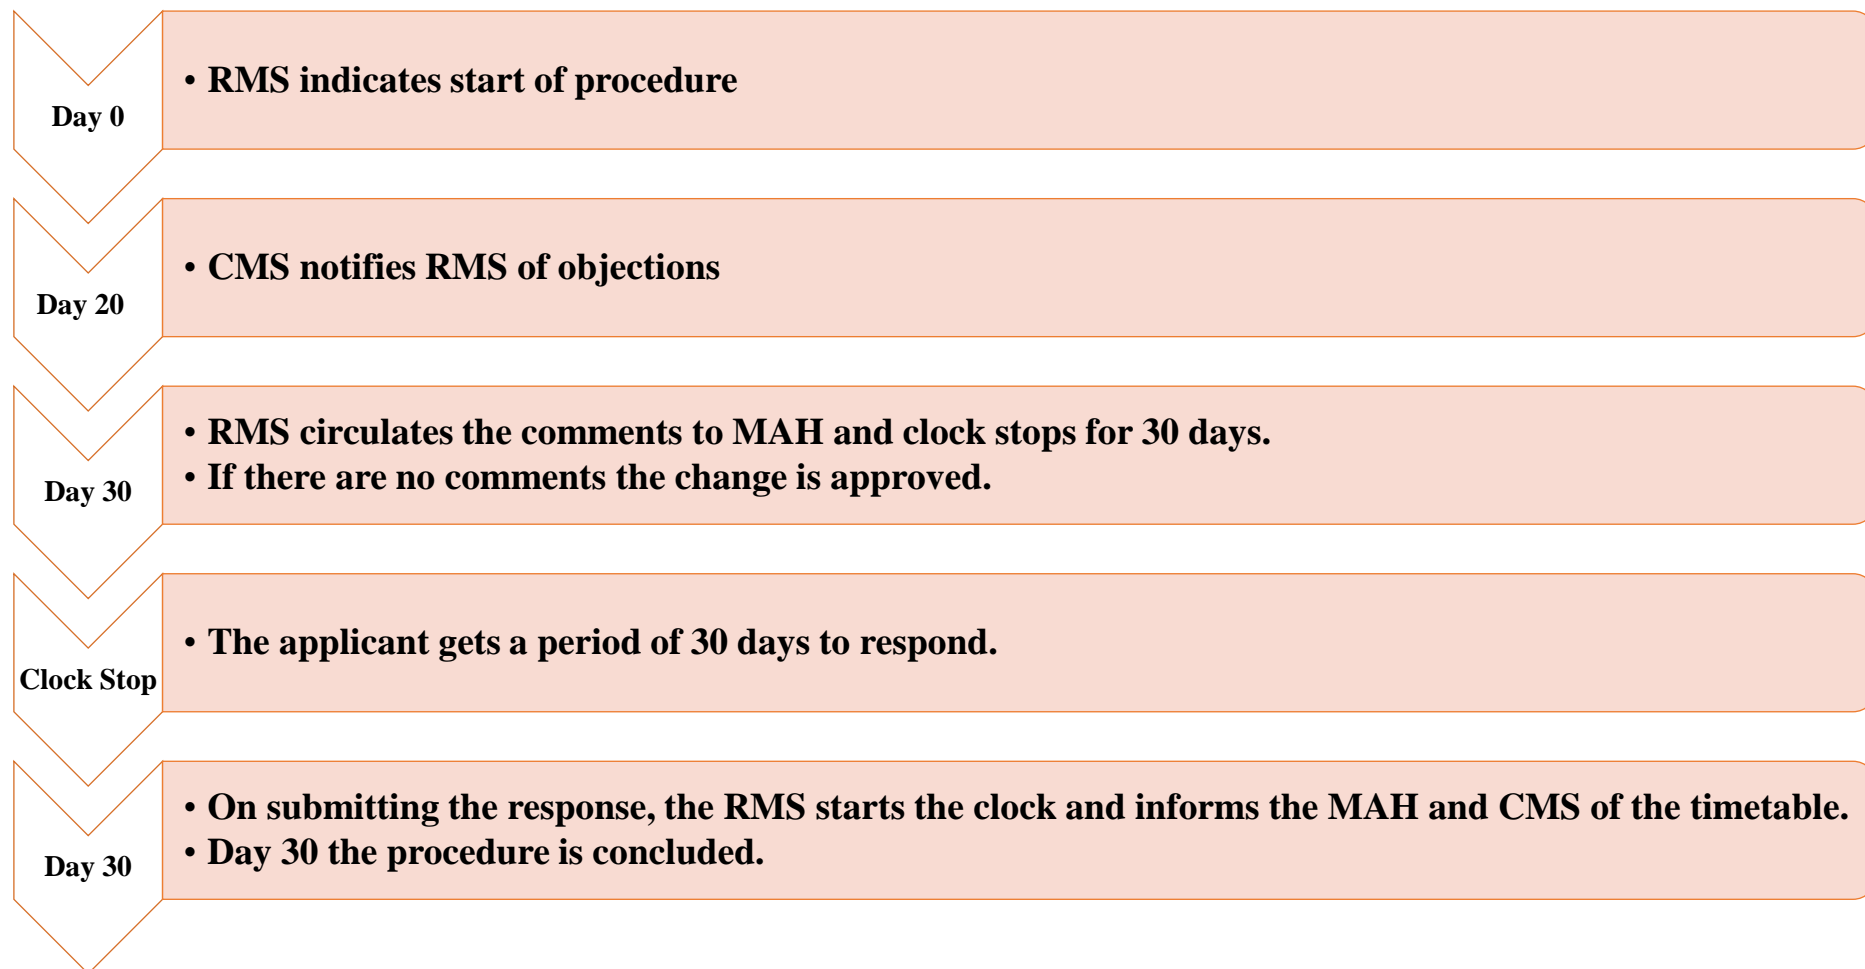 Day 0
• RMS indicates start of procedure
Day 20
• CMS notifies RMS of objections
Day 30
• RMS circulates the comments to MAH and clock stops for 30 days.
• If there are no comments the change is approved.
Clock Stop
• The applicant gets a period of 30 days to respond.
Day 30
• On submitting the response, the RMS starts the clock and informs the MAH and CMS of the timetable.
• Day 30 the procedure is concluded.